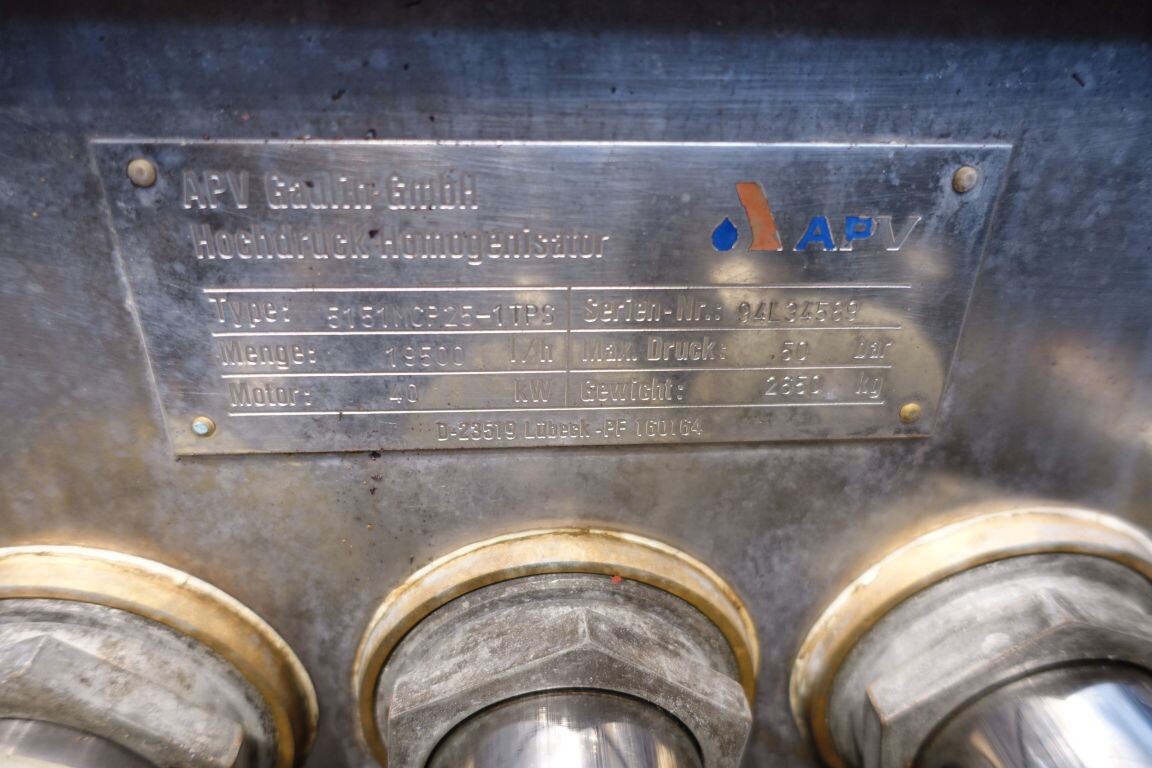 APV Gaulin GmbH
Hochdruck-Homogenisator
APV
Type: 5151MCP25-1TPS Serien-Nr.: 94L34569
Menge: 19500 l/h Max. Druck: 50 bar
Motor: 40 KW Gewicht: 2650 kg
D-23519 Lübeck -PF 160164